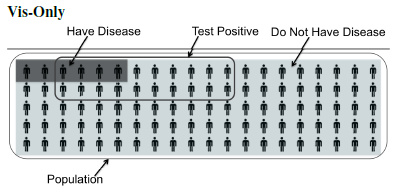 Vis-Only
Have Disease
Test Positive
Do Not Have Disease
Population